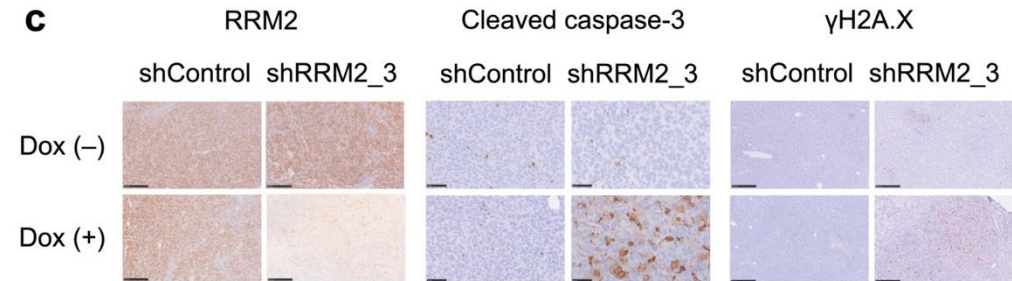 c
RRM2 Cleaved caspase-3 γH2A.X
shControl shRRM2_3 shControl shRRM2_3 shControl shRRM2_3
Dox (–)
Dox (+)